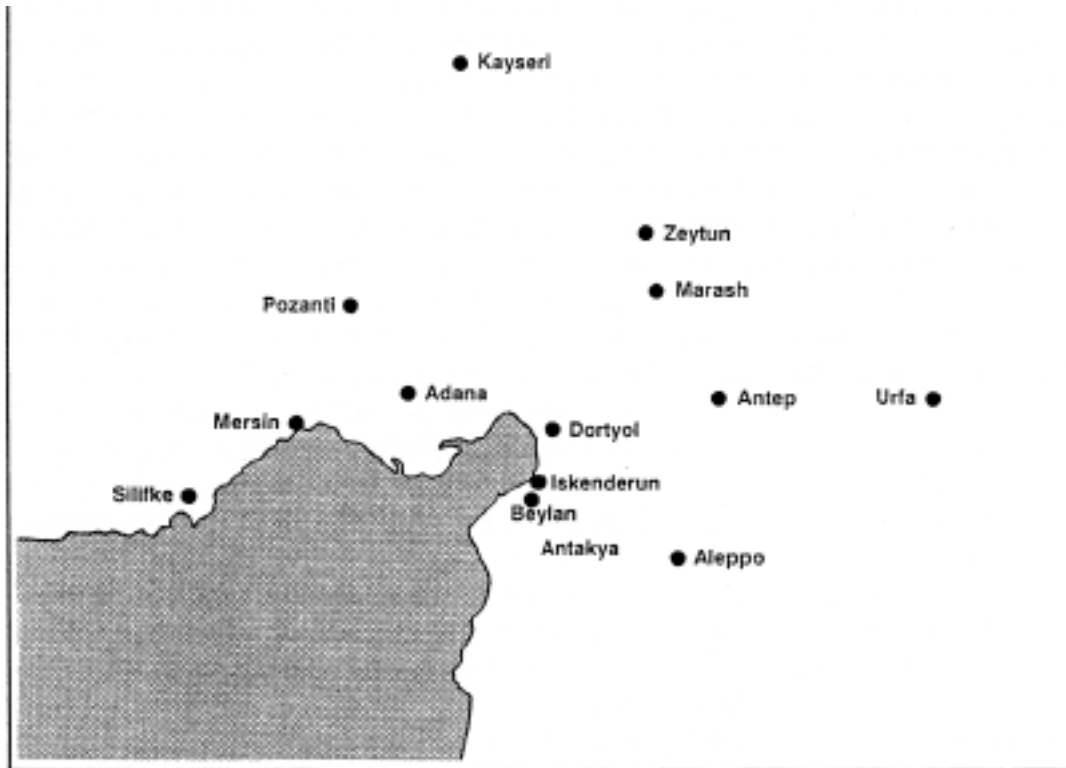 Kayseri
Zeytun
Marash
Pozanti
Adana
Antep
Urfa
Mersin
Dortyol
Iskenderun
Silifke
Beylan
Antakya
Aleppo